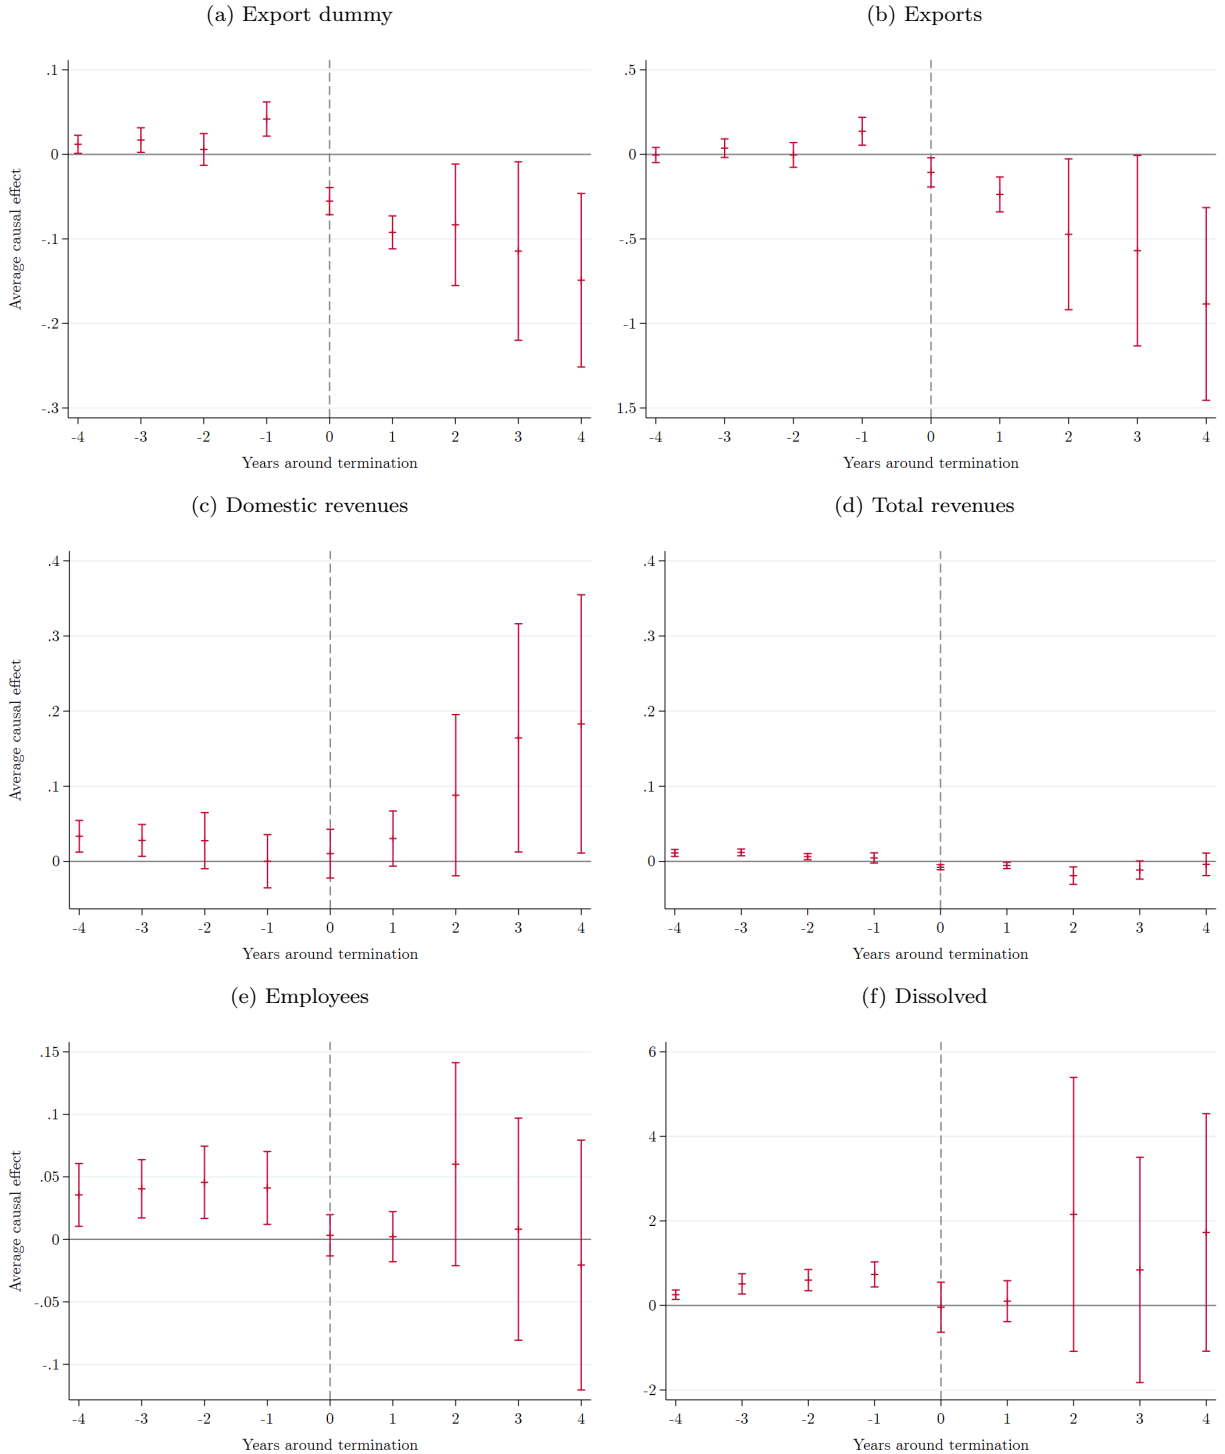 (a) Export dummy
.1
0
-.1
-.2
-.3
Average causal effect
-4 -3 -2 -1 0 1 2 3 4
Years around termination
(b) Exports
.5
0
-.5
-1
1.5
-4 -3 -2 -1 0 1 2 3 4
Years around termination
(c) Domestic revenues
.4
.3
.2
.1
0
Average causal effect
-4 -3 -2 -1 0 1 2 3 4
Years around termination
(d) Total revenues
.4
.3
.2
.1
0
-4 -3 -2 -1 0 1 2 3 4
Years around termination
(e) Employees
.15
.1
.05
0
-.05
-.1
Average causal effect
-4 -3 -2 -1 0 1 2 3 4
Years around termination
(f) Dissolved
6
4
2
0
-2
-4 -3 -2 -1 0 1 2 3 4
Years around termination